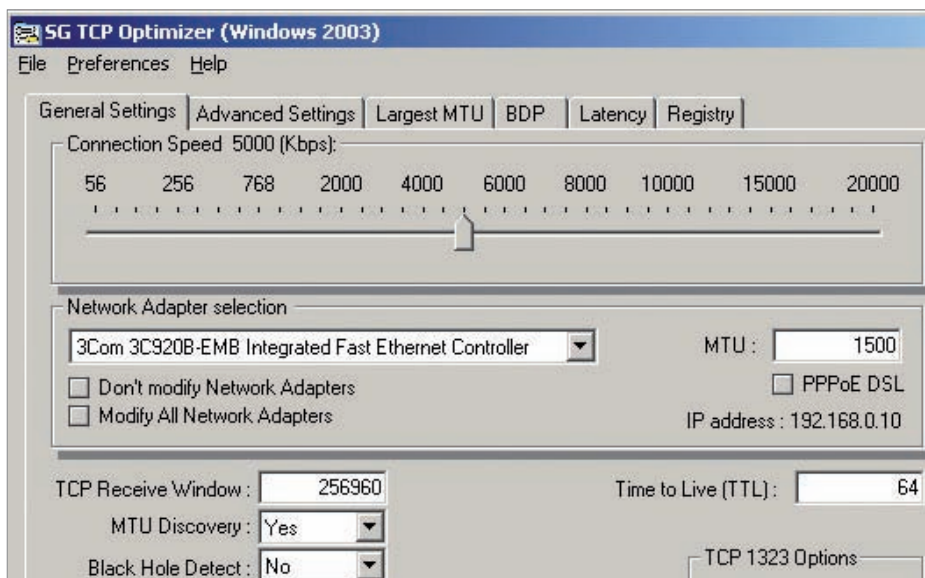 SG TCP Optimizer (Windows 2003)
File Preferences Help
General Settings Advanced Settings Largest MTU BDP Latency Registry
Connection Speed 5000 (Kbps):
56 256 768 2000 4000 6000 8000 10000 15000 20000
Network Adapter selection
3Com 3C920B-EMB Integrated Fast Ethernet Controller MTU : 1500
Don't modify Network Adapters PPPoE DSL
Modify All Network Adapters IP address : 192.168.0.10
TCP Receive Window : 256960 Time to Live (TTL) : 64
MTU Discovery : Yes
Black Hole Detect : No TCP 1323 Options